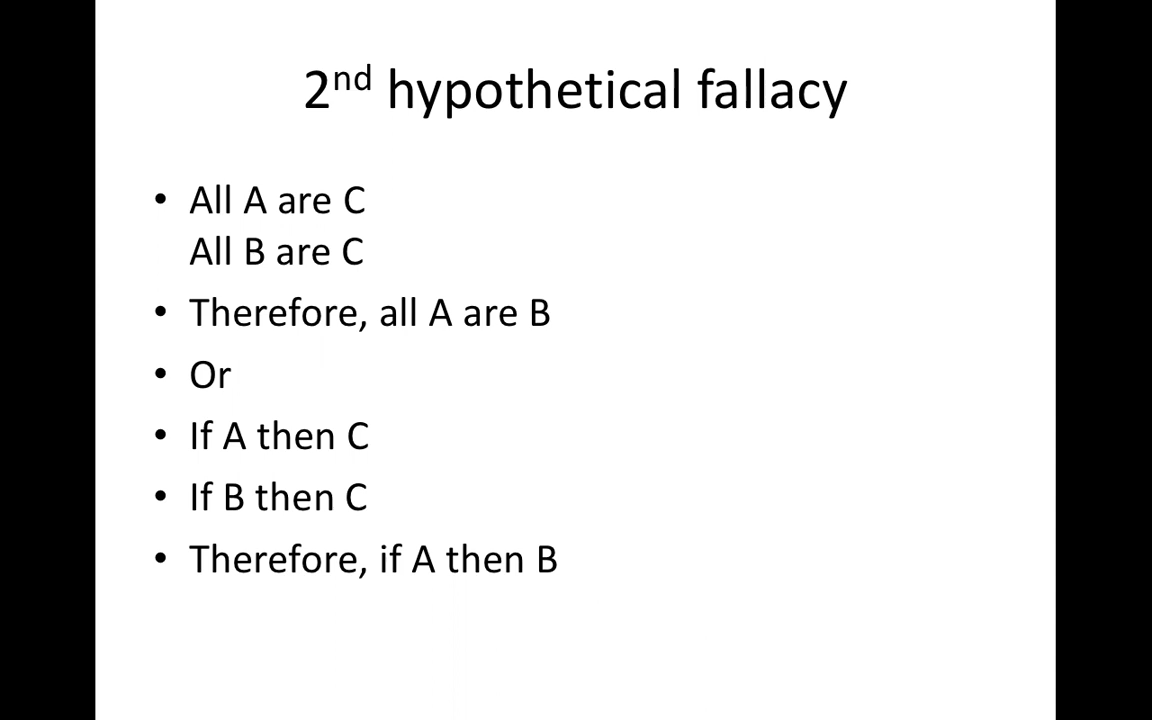 2nd hypothetical fallacy
• All A are C
All B are C
• Therefore, all A are B
• Or
• If A then C
• If B then C
• Therefore, if A then B